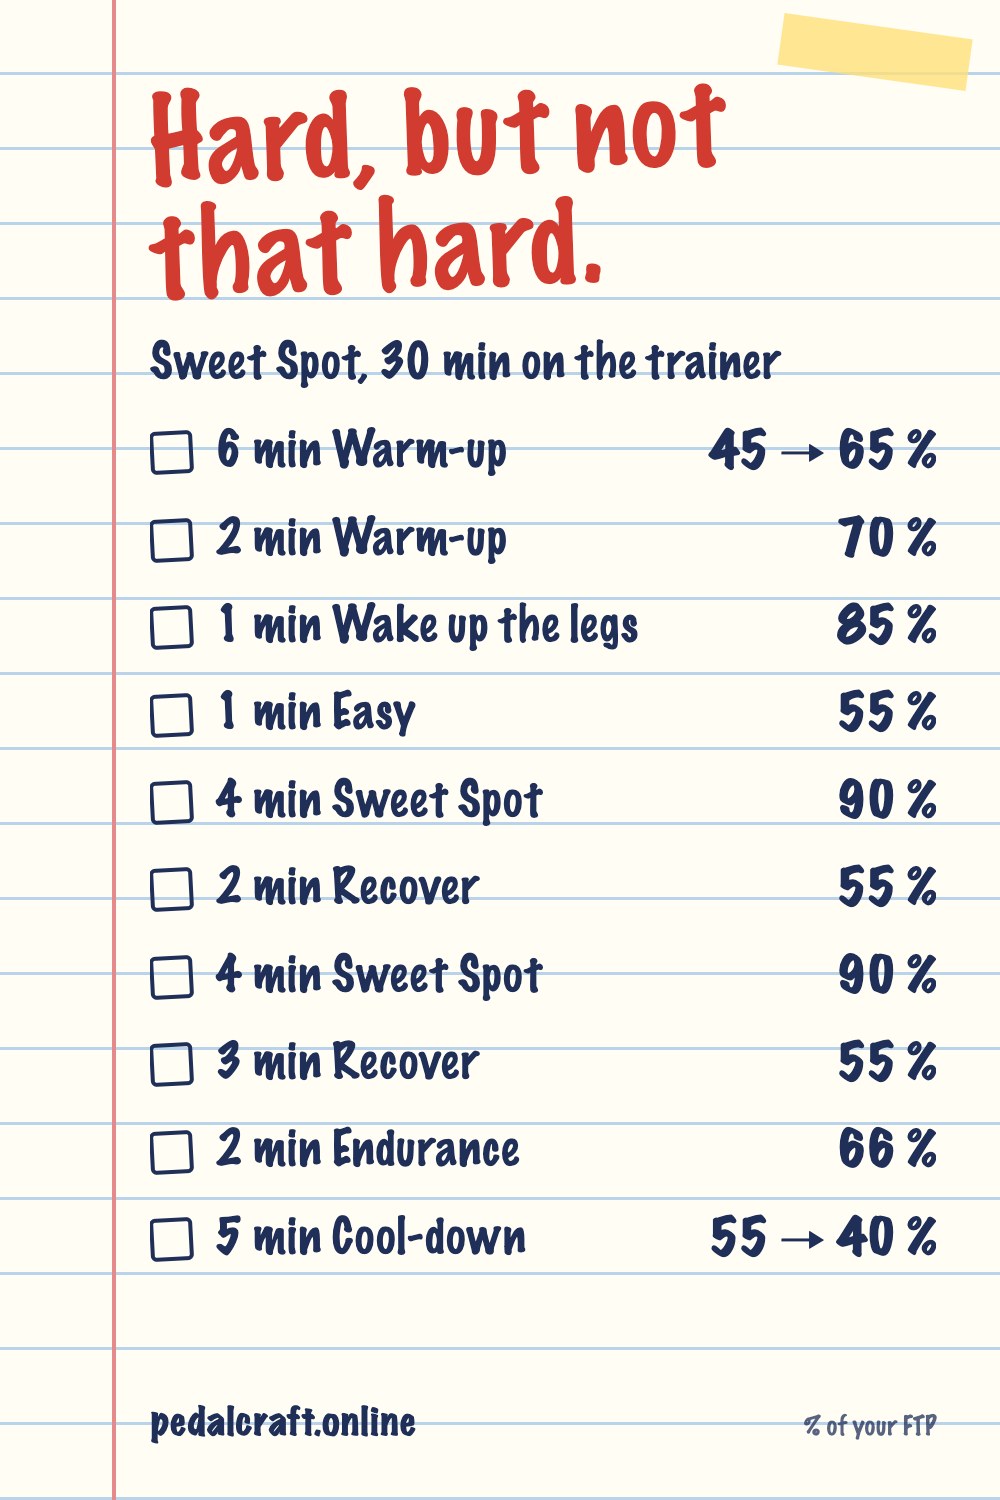 Hard, but not
that hard.
Sweet Spot, 30 min on the trainer
6 min Warm-up 45 → 65 %
2 min Warm-up 70 %
1 min Wake up the legs 85 %
1 min Easy 55 %
4 min Sweet Spot 90 %
2 min Recover 55 %
4 min Sweet Spot 90 %
3 min Recover 55 %
2 min Endurance 66 %
5 min Cool-down 55 → 40 %
pedalcraft.online % of your FTP